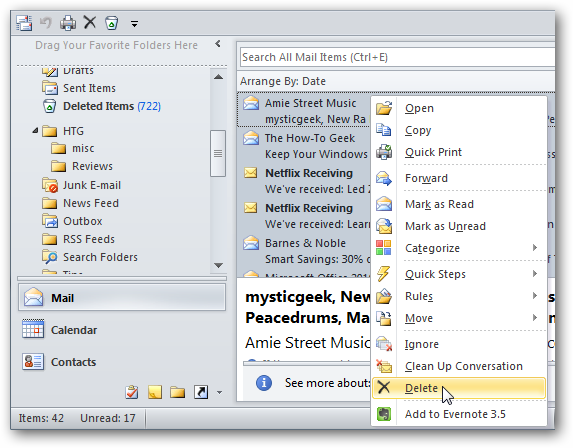 Drag Your Favorite Folders Here
Drafts
Sent Items
Deleted Items (722)
HTG
misc
Reviews
Junk E-mail
News Feed
Outbox
RSS Feeds
Search Folders
Mail
Calendar
Contacts
Items: 42 Unread: 17
Search All Mail Items (Ctrl+E)
Arrange By: Date
Amie Street Music
mysticgeek, New Ra
The How-To Geek
Keep Your Windows
Netflix Receiving
We've received: Led Z
Netflix Receiving
We've received: Learn
Barnes & Noble
Smart Savings: 30% o
Microsoft Office 201
mysticgeek, New
Peacedrums, Ma
Amie Street Music
See more about:
Open
Copy
Quick Print
Forward
Mark as Read
Mark as Unread
Categorize
Quick Steps
Rules
Move
Ignore
Clean Up Conversation
Delete
Add to Evernote 3.5